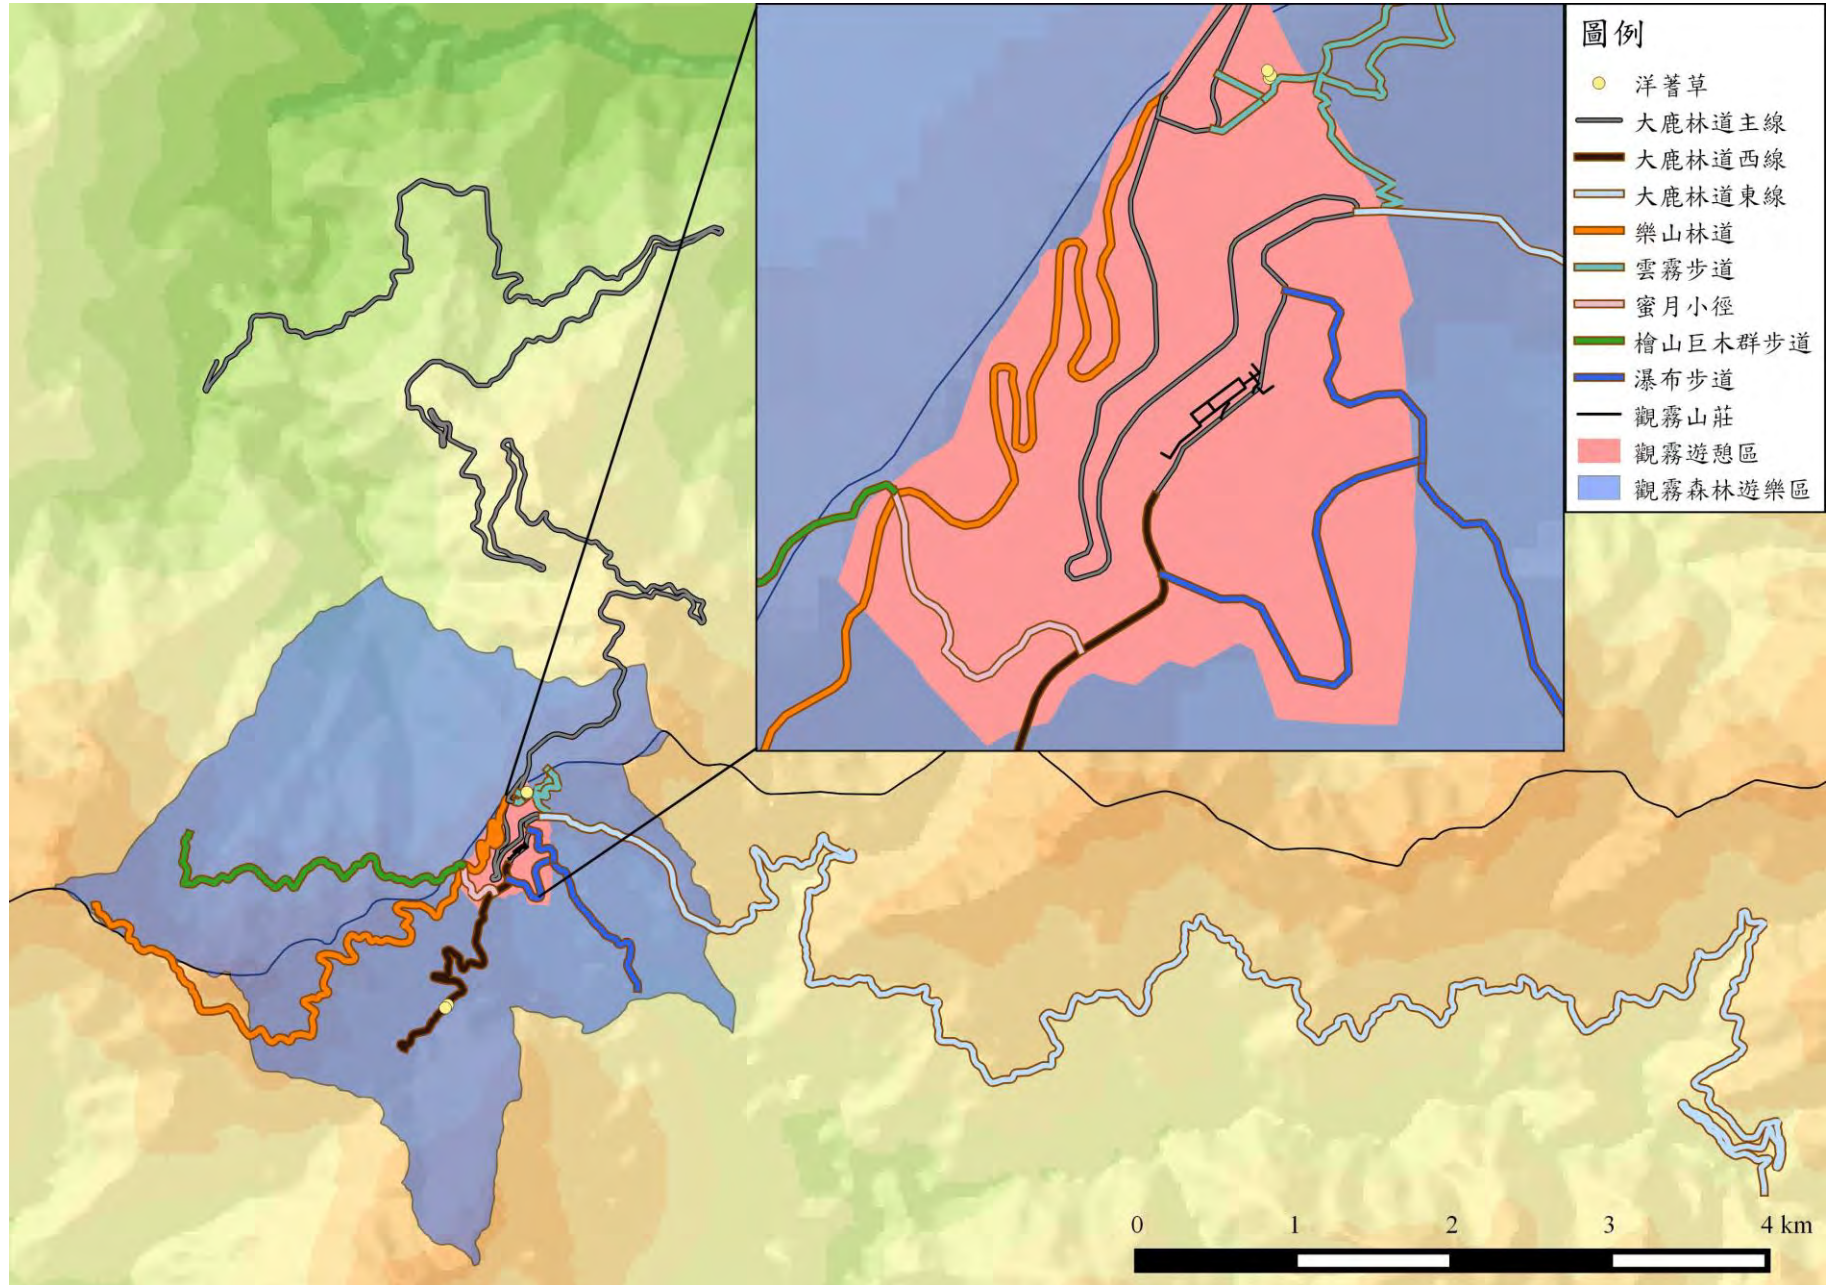 圖例
洋蓍草
大鹿林道主線
大鹿林道西線
大鹿林道東線
樂山林道
雲霧步道
蜜月小徑
檜山巨木群步道
瀑布步道
觀霧山莊
觀霧遊憩區
觀霧森林遊樂區
0 1 2 3 4 km